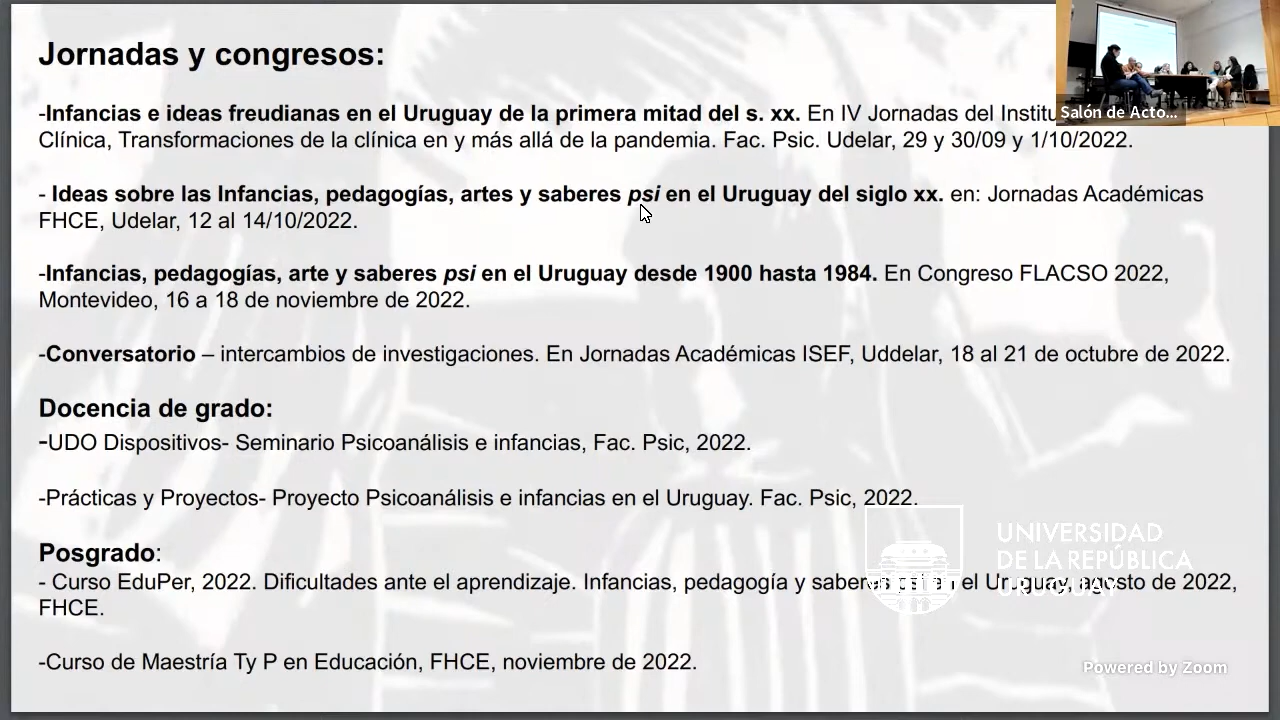 Jornadas y congresos:
-Infancias e ideas freudianas en el Uruguay de la primera mitad del s. xx. En IV Jornadas del
Clínica, Transformaciones de la clínica en y más allá de la pandemia. Fac. Psic. Udelar, 29 y 30/09 y 1/10/2022.
- Ideas sobre las Infancias, pedagogías, artes y saberes psi en el Uruguay del siglo xx. en: Jornadas Académicas
FHCE, Udelar, 12 al 14/10/2022.
-Infancias, pedagogías, arte y saberes psi en el Uruguay desde 1900 hasta 1984. En Congreso FLACSO 2022,
Montevideo, 16 a 18 de noviembre de 2022.
-Conversatorio – intercambios de investigaciones. En Jornadas Académicas ISEF, Uddelar, 18 al 21 de octubre de 2022.
Docencia de grado:
-UDO Dispositivos- Seminario Psicoanálisis e infancias, Fac. Psic, 2022.
-Prácticas y Proyectos- Proyecto Psicoanálisis e infancias en el Uruguay. Fac. Psic, 2022.
Posgrado:
- Curso EduPer, 2022. Dificultades ante el aprendizaje. Infancias, pedagogía y saberes psi en el Uruguay, agosto de 2022,
FHCE.
-Curso de Maestría Ty P en Educación, FHCE, noviembre de 2022.
Salón de Acto...
UNIVERSIDAD
DE LA REPÚBLICA
URUGUAY
Powered by Zoom